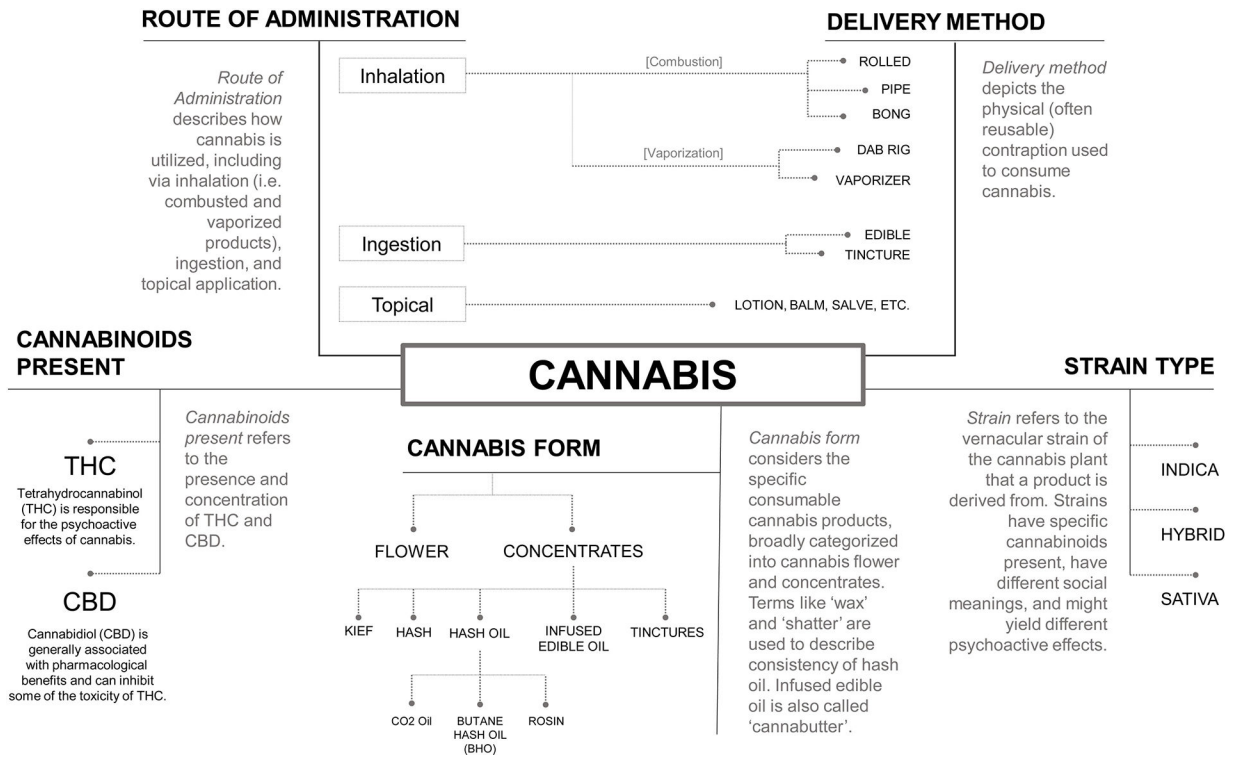 ROUTE OF ADMINISTRATION
Route of
Administration
describes how
cannabis is
utilized, including
via inhalation (i.e.
combusted and
vaporized
products),
ingestion, and
topical application.
Inhalation
[Combustion]
[Vaporization]
Ingestion
Topical
DELIVERY METHOD
ROLLED
PIPE
BONG
DAB RIG
VAPORIZER
EDIBLE
TINCTURE
LOTION, BALM, SALVE, ETC.
Delivery method
depicts the
physical (often
reusable)
contraption used
to consume
cannabis.
CANNABIS
CANNABINOIDS
PRESENT
THC
Tetrahydrocannabinol
(THC) is responsible
for the psychoactive
effects of cannabis.
CBD
Cannabidiol (CBD) is
generally associated
with pharmacological
benefits and can inhibit
some of the toxicity of THC.
Cannabinoids
present refers
to the
presence and
concentration
of THC and
CBD.
CANNABIS FORM
FLOWER
CONCENTRATES
KIEF
HASH
HASH OIL
INFUSED
EDIBLE OIL
TINCTURES
CO2 Oil
BUTANE
HASH OIL
(BHO)
ROSIN
Cannabis form
considers the
specific
consumable
cannabis products,
broadly categorized
into cannabis flower
and concentrates.
Terms like ‘wax’
and ‘shatter’ are
used to describe
consistency of hash
oil. Infused edible
oil is also called
‘cannabutter’.
STRAIN TYPE
Strain refers to the
vernacular strain of
the cannabis plant
that a product is
derived from. Strains
have specific
cannabinoids
present, have
different social
meanings, and might
yield different
psychoactive effects.
INDICA
HYBRID
SATIVA